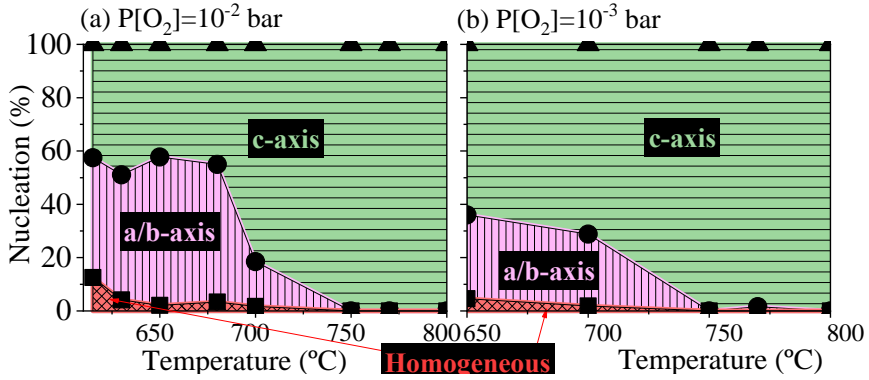 (a) P[O₂]=10⁻² bar
(b) P[O₂]=10⁻³ bar
Nucleation (%)
100
80
60
40
20
0
c-axis
a/b-axis
c-axis
a/b-axis
650 700 750 800
650 700 750 800
Temperature (ºC)
Homogeneous
Temperature (ºC)